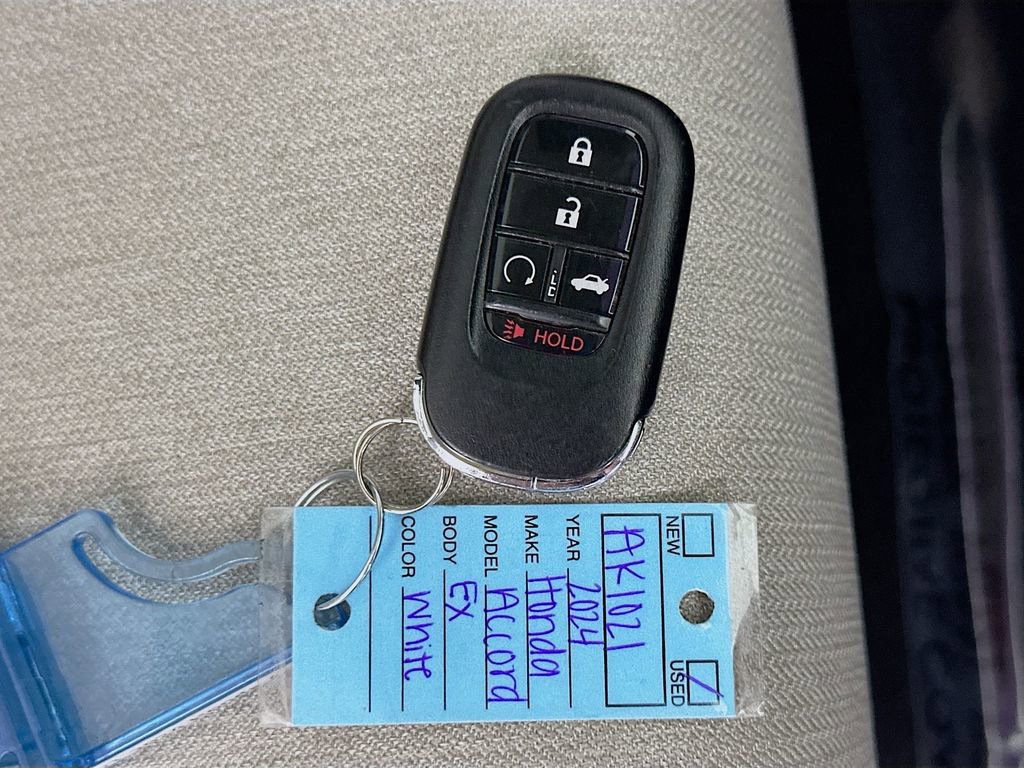 HOLD
NEW
USED
AK1021
YEAR 2024
MAKE Honda
MODEL Accord
BODY EX
COLOR White